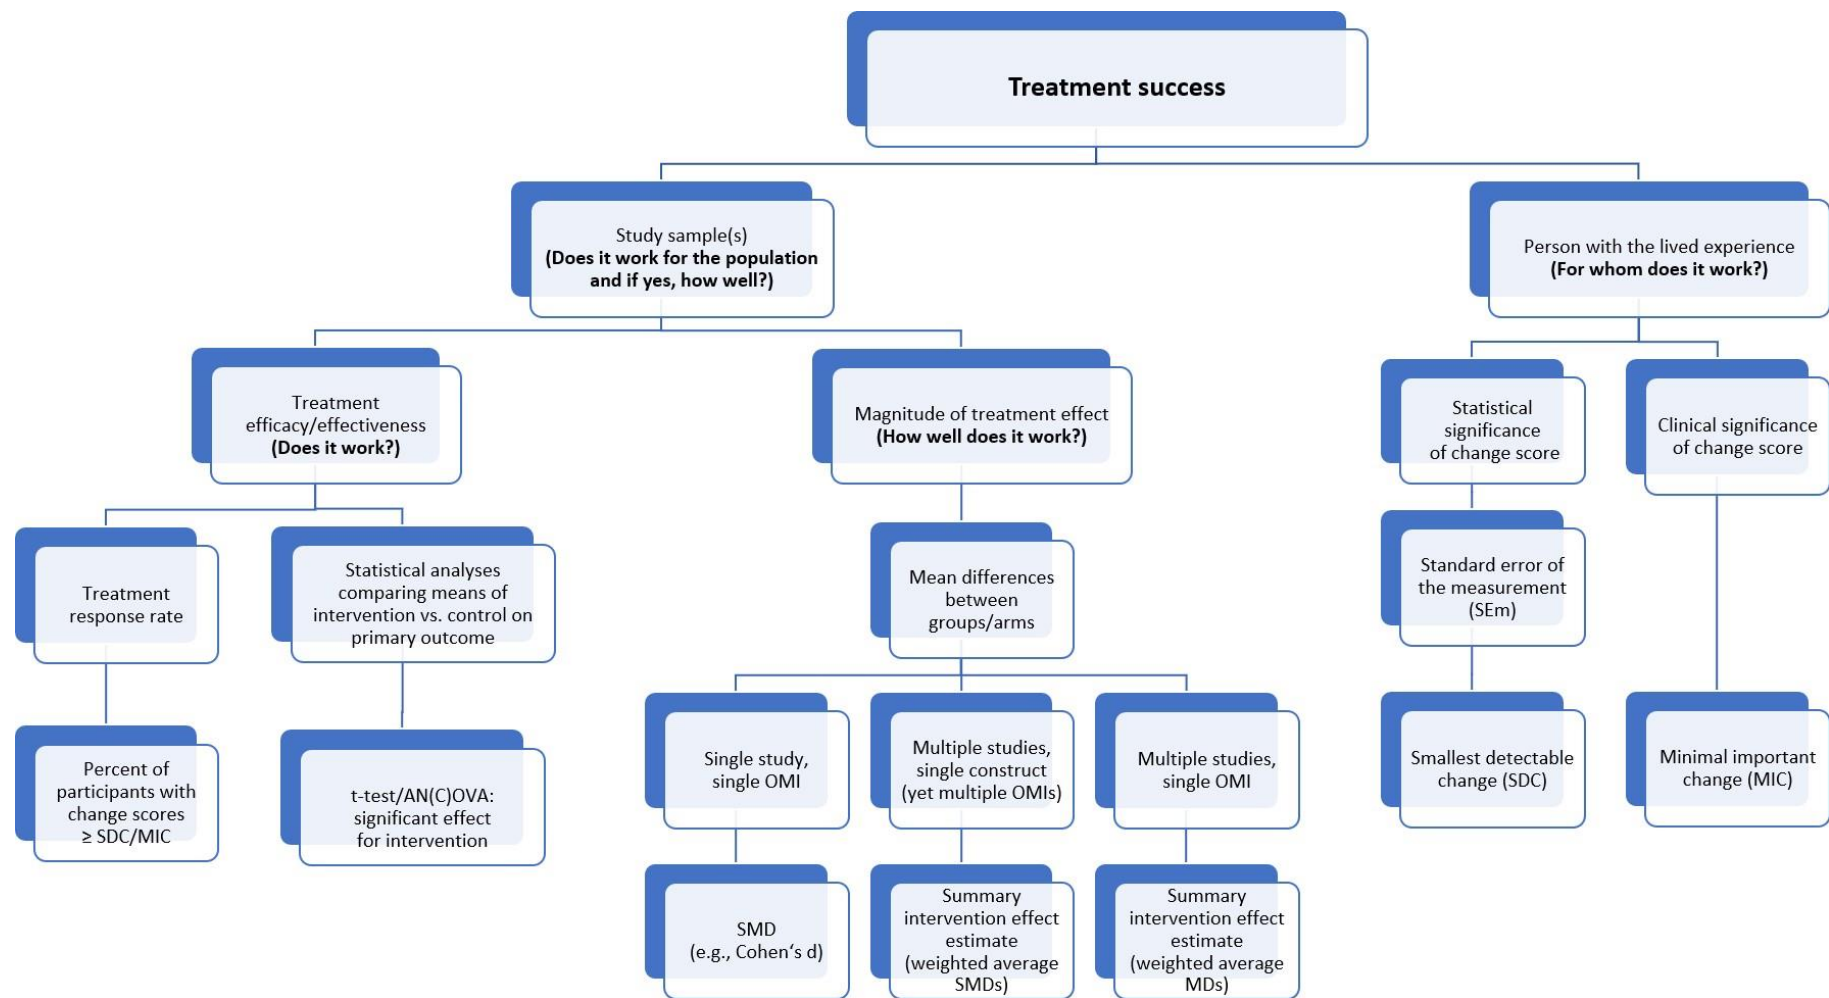 Treatment success
Study sample(s)
(Does it work for the population
and if yes, how well?)
Person with the lived experience
(For whom does it work?)
Treatment
efficacy/effectiveness
(Does it work?)
Magnitude of treatment effect
(How well does it work?)
Statistical
significance
of change score
Clinical significance
of change score
Treatment
response rate
Statistical analyses
comparing means of
intervention vs. control on
primary outcome
Mean differences
between
groups/arms
Standard error of
the measurement
(SEm)
Percent of
participants with
change scores
≥ SDC/MIC
t-test/AN(C)OVA:
significant effect
for intervention
Single study,
single OMI
Multiple studies,
single construct
(yet multiple OMIs)
Multiple studies,
single OMI
Smallest detectable
change (SDC)
Minimal important
change (MIC)
SMD
(e.g., Cohen‘s d)
Summary
intervention effect
estimate
(weighted average
SMDs)
Summary
intervention effect
estimate
(weighted average
MDs)